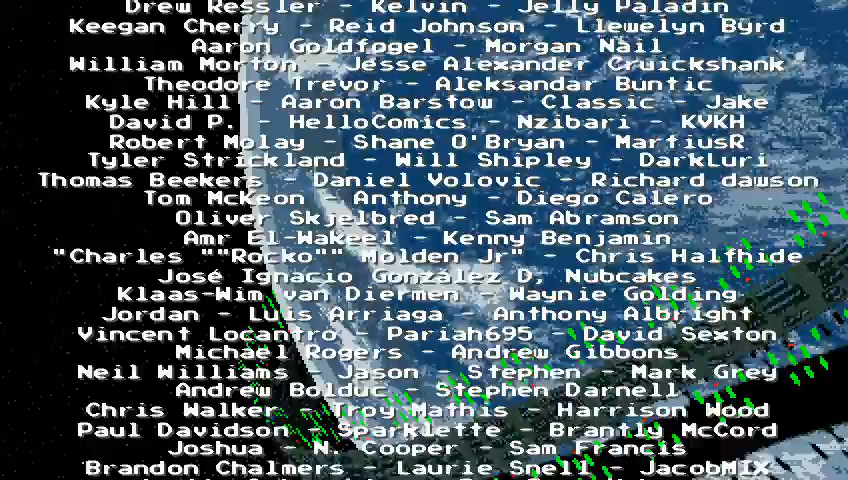 Drew Ressler - Kelvin - Jelly Paladin
Keegan Cherry - Reid Johnson - Llewelyn Byrd
Aaron Goldfogel - Morgan Nail
William Morton - Jesse Alexander Cruickshank
Theodore Trevor - Aleksandar Buntic
Kyle Hill - Aaron Barstow - Classic - Jake
David P. - HelloComics - Nzibari - KVKH
Robert Molay - Shane O'Bryan - MartiusR
Tyler Strickland - Will Shipley - DarkLuri
Thomas Beekers - Daniel Volovic - Richard dawson
Tom McKeon - Anthony - Diego Calero
Oliver Skjelbred - Sam Abramson
Amr El-Wakeel - Kenny Benjamin
"Charles ""Rocko"" Molden Jr" - Chris Halfhide
José Ignacio González D, Nubcakes
Klaas-Wim van Diermen - Waynie Golding
Jordan - Luis Arriaga - Anthony Albright
Vincent Locantro - Pariah695 - David Sexton
Michael Rogers - Andrew Gibbons
Neil Williams - Jason - Stephen - Mark Grey
Andrew Bolduc - Stephen Darnell
Chris Walker - Troy Mathis - Harrison Wood
Paul Davidson - Sparklette - Brantly McCord
Joshua - N. Cooper - Sam Francis
Brandon Chalmers - Laurie Snell - JacobMIX